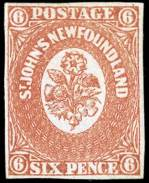 6 POSTAGE 6
ST. JOHN'S NEWFOUNDLAND
6 SIX PENCE 6